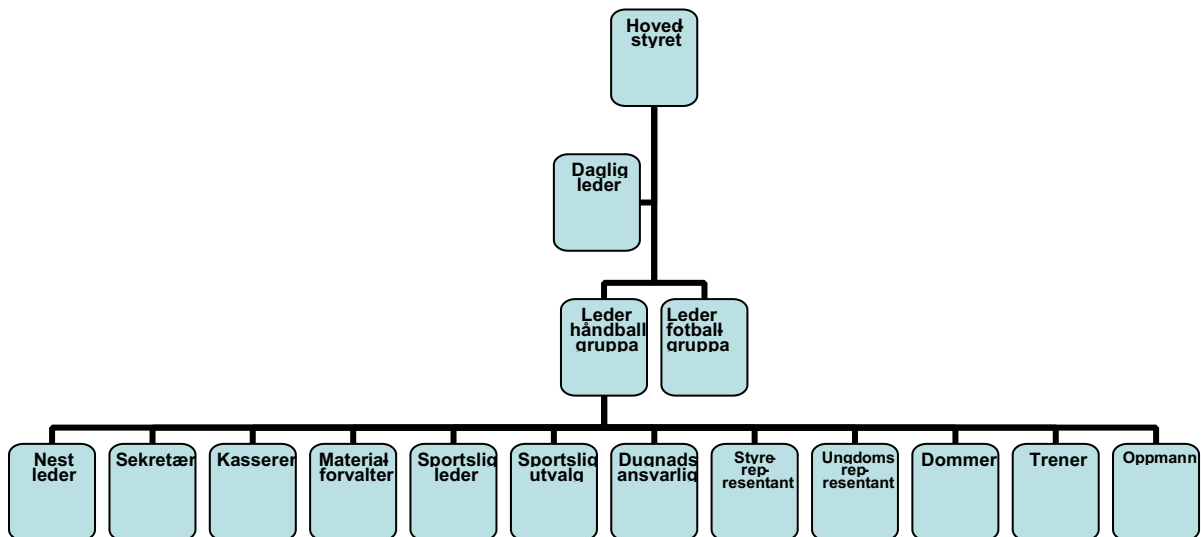 Hoved-
styret
Daglig
leder
Leder
håndball
gruppa
Leder
fotball-
gruppa
Nest
leder
Sekretær
Kasserer
Material-
forvalter
Sportslig
leder
Sportslig
utvalg
Dugnads
ansvarlig
Styre-
rep-
resentant
Ungdoms
rep-
resentant
Dommer
Trener
Oppmann